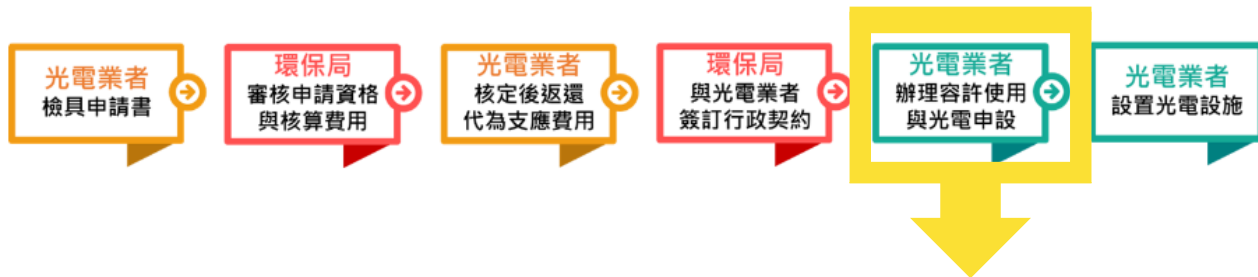 光電業者
檢具申請書
環保局
審核申請資格
與核算費用
光電業者
核定後返還
代為支應費用
環保局
與光電業者
簽訂行政契約
光電業者
辦理容許使用
與光電申設
光電業者
設置光電設施